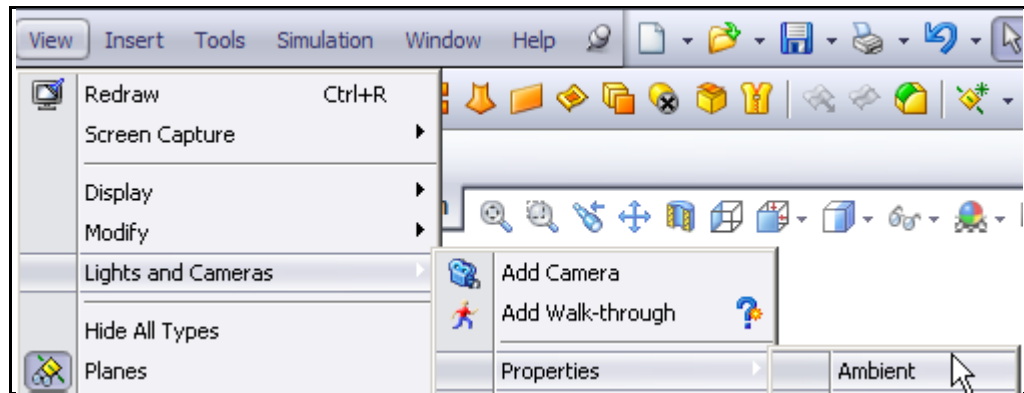 View Insert Tools Simulation Window Help
Redraw Ctrl+R
Screen Capture
Display
Modify
Lights and Cameras
Add Camera
Add Walk-through
Hide All Types
Planes
Properties
Ambient